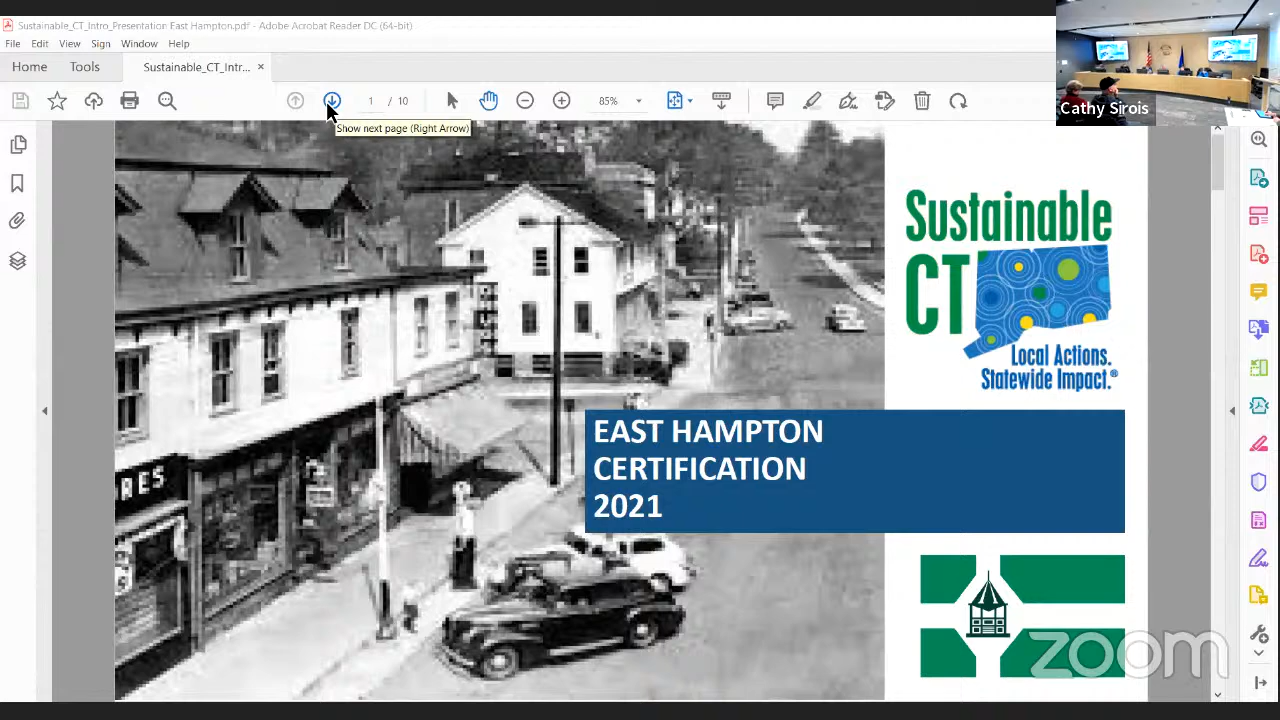 Sustainable_CT_Intro_Presentation East Hampton.pdf - Adobe Acrobat Reader DC (64-bit)
File Edit View Sign Window Help
Home Tools Sustainable_CT_Intr... ×
85%
Show next page (Right Arrow)
Cathy Sirois
Sustainable
CT
Local Actions.
Statewide Impact.®
RES
EAST HAMPTON
CERTIFICATION
2021
zoom